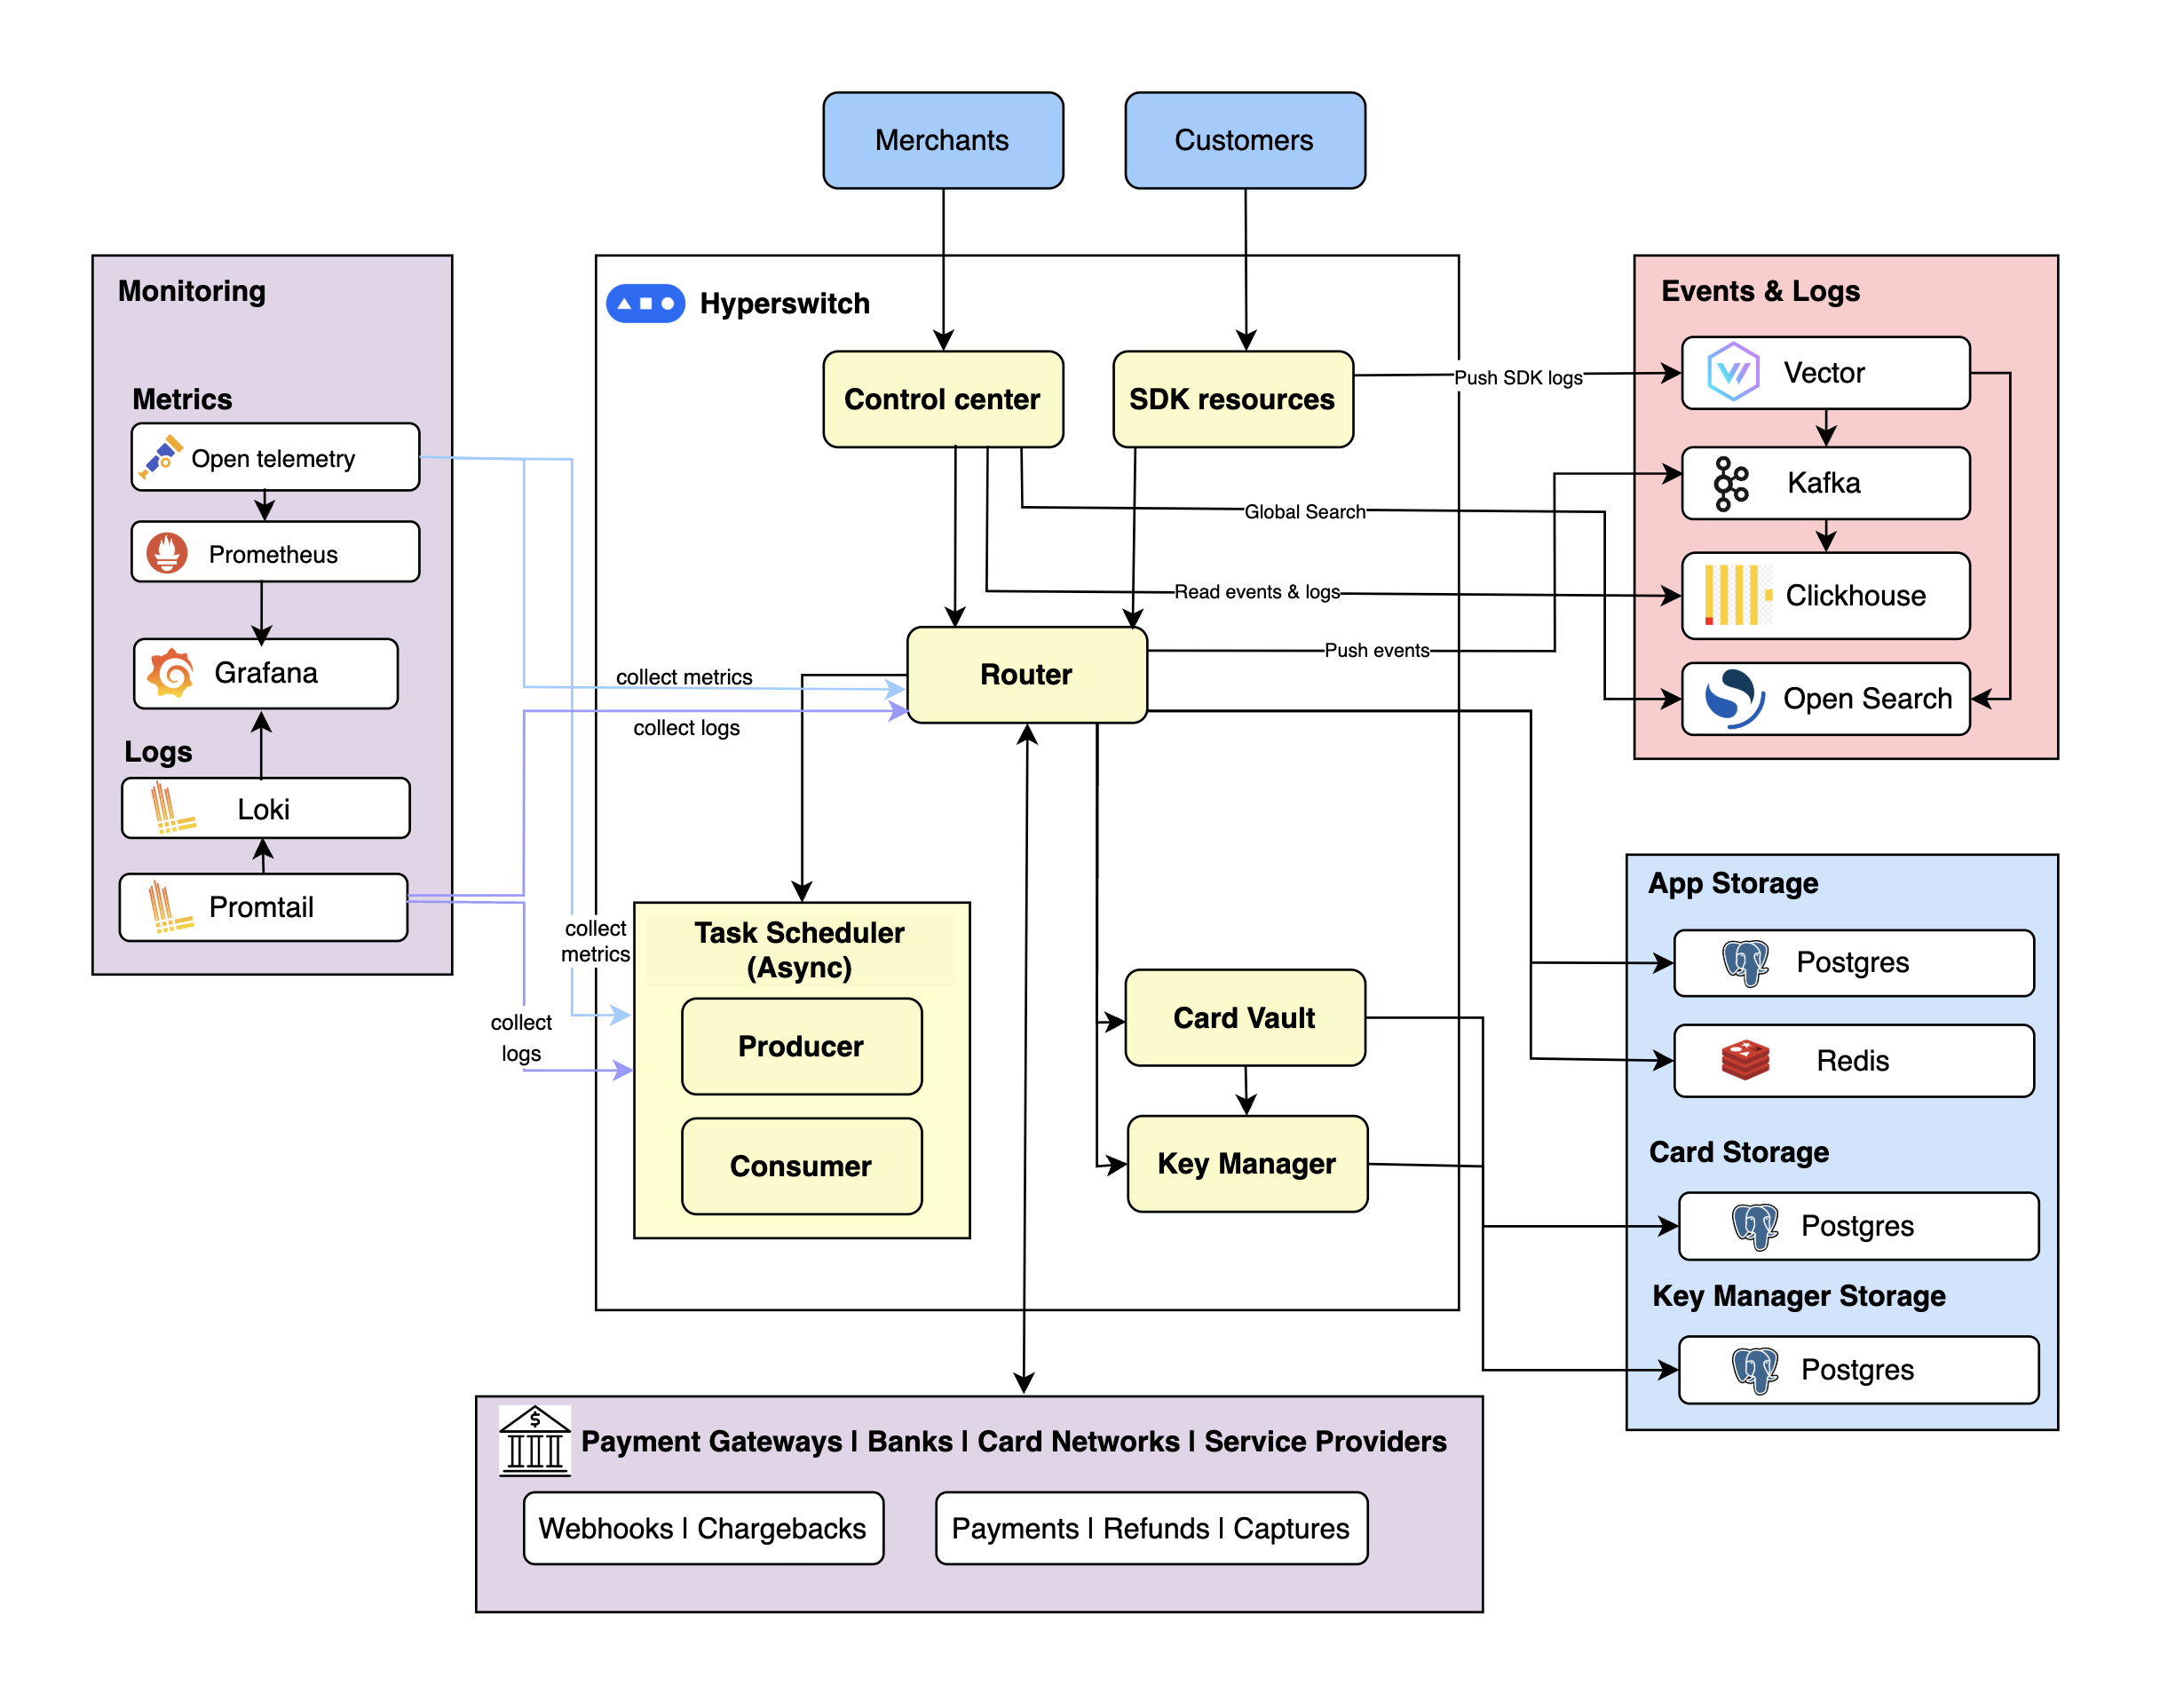 Merchants
Customers
Monitoring
Metrics
Open telemetry
Prometheus
Grafana
Logs
Loki
Promtail
Hyperswitch
Control center
SDK resources
Push SDK logs
Global Search
Read events & logs
Router
Push events
collect metrics
collect logs
collect
metrics
collect
logs
Task Scheduler
(Async)
Producer
Consumer
Card Vault
Key Manager
Events & Logs
Vector
Kafka
Clickhouse
Open Search
App Storage
Postgres
Redis
Card Storage
Postgres
Key Manager Storage
Postgres
$
Payment Gateways | Banks | Card Networks | Service Providers
Webhooks | Chargebacks
Payments | Refunds | Captures